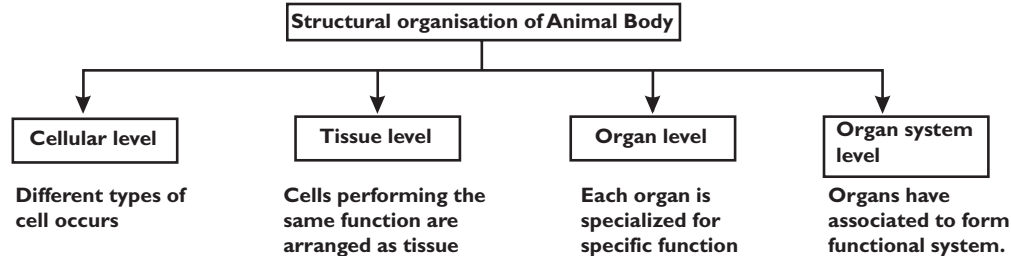 Structural organisation of Animal Body
Cellular level
Tissue level
Organ level
Organ system
level
Different types of
cell occurs
Cells performing the
same function are
arranged as tissue
Each organ is
specialized for
specific function
Organs have
associated to form
functional system.